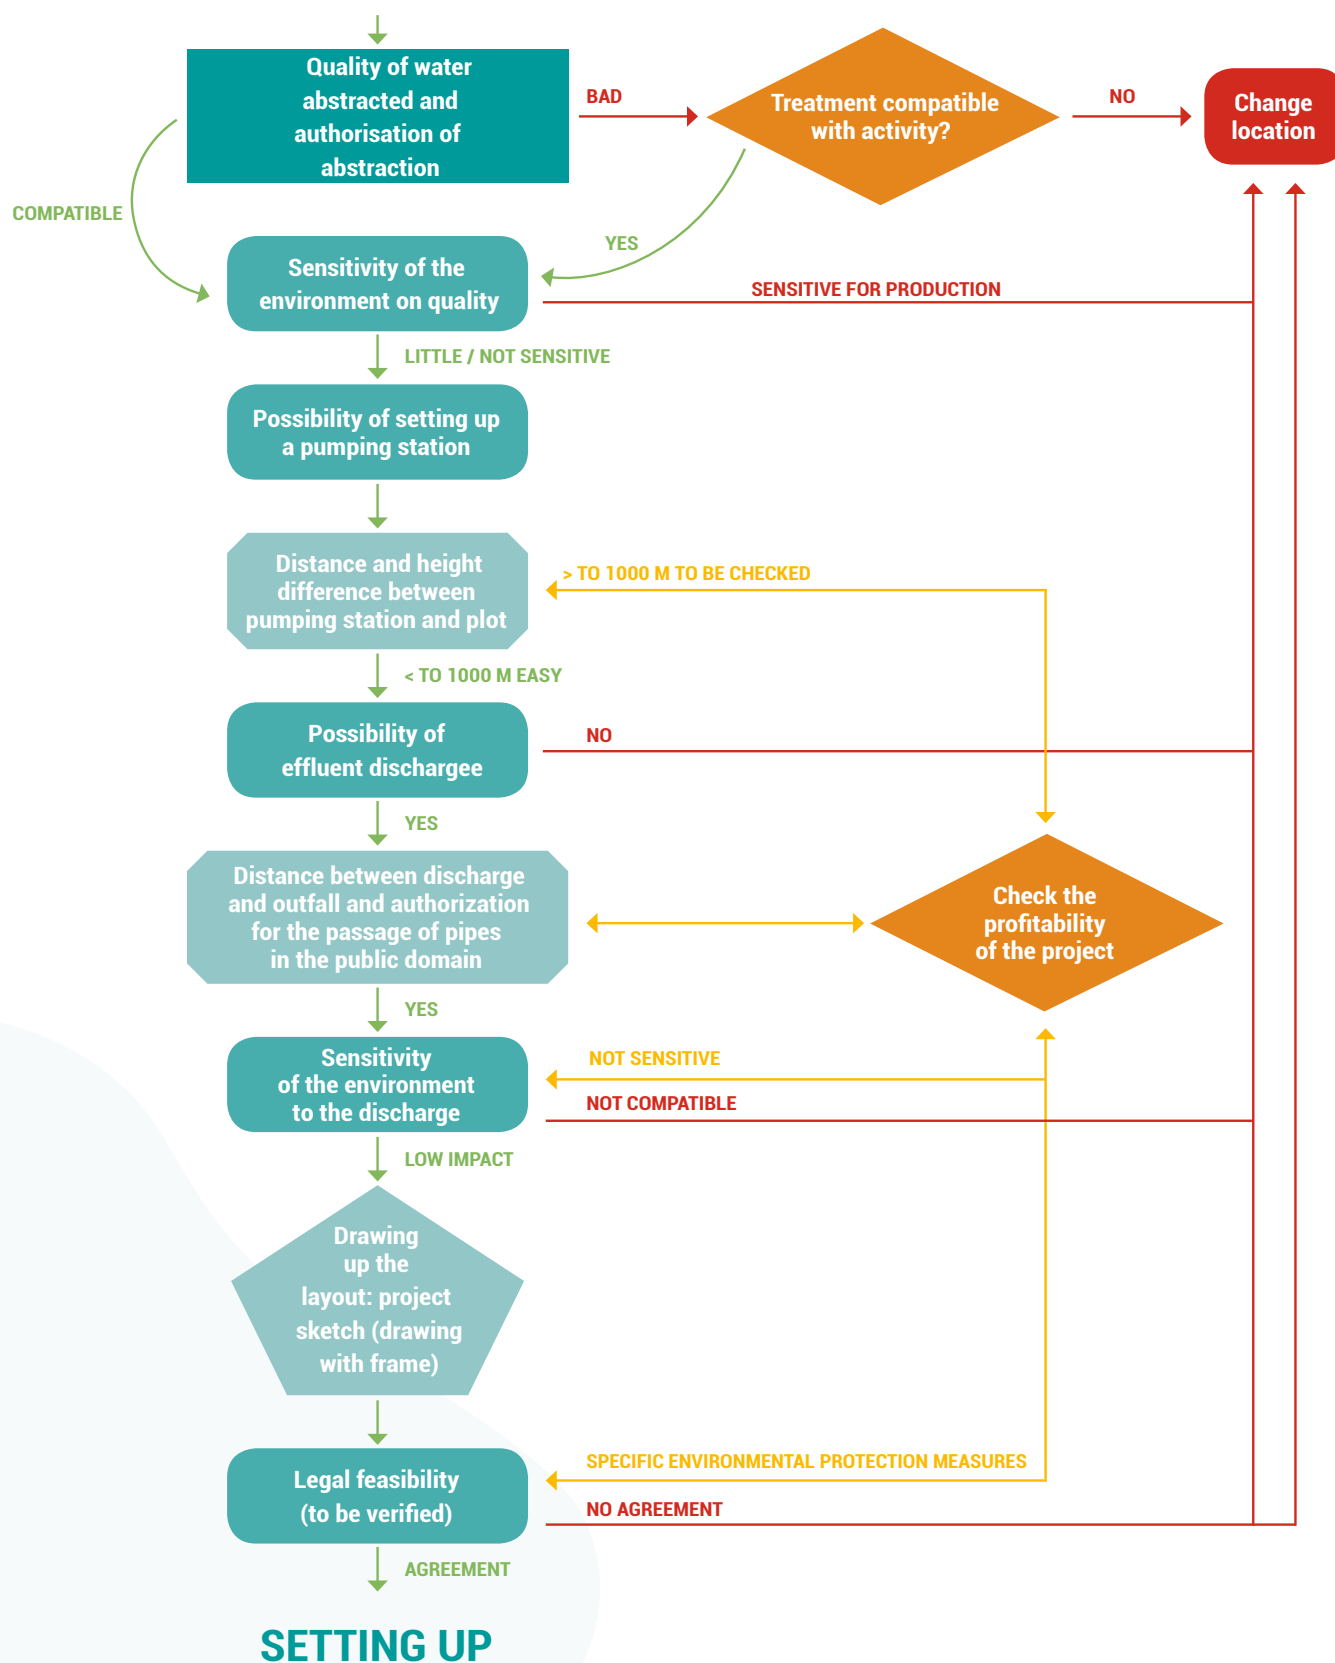 Quality of water
abstracted and
authorisation of
abstraction
BAD
Treatment compatible
with activity?
NO
Change
location
COMPATIBLE
YES
Sensitivity of the
environment on quality
SENSITIVE FOR PRODUCTION
LITTLE / NOT SENSITIVE
Possibility of setting up
a pumping station
Distance and height
difference between
pumping station and plot
> TO 1000 M TO BE CHECKED
< TO 1000 M EASY
Possibility of
effluent dischargee
NO
YES
Distance between discharge
and outfall and authorization
for the passage of pipes
in the public domain
Check the
profitability
of the project
YES
Sensitivity
of the environment
to the discharge
NOT SENSITIVE
NOT COMPATIBLE
LOW IMPACT
Drawing
up the
layout: project
sketch (drawing
with frame)
Legal feasibility
(to be verified)
SPECIFIC ENVIRONMENTAL PROTECTION MEASURES
NO AGREEMENT
AGREEMENT
SETTING UP